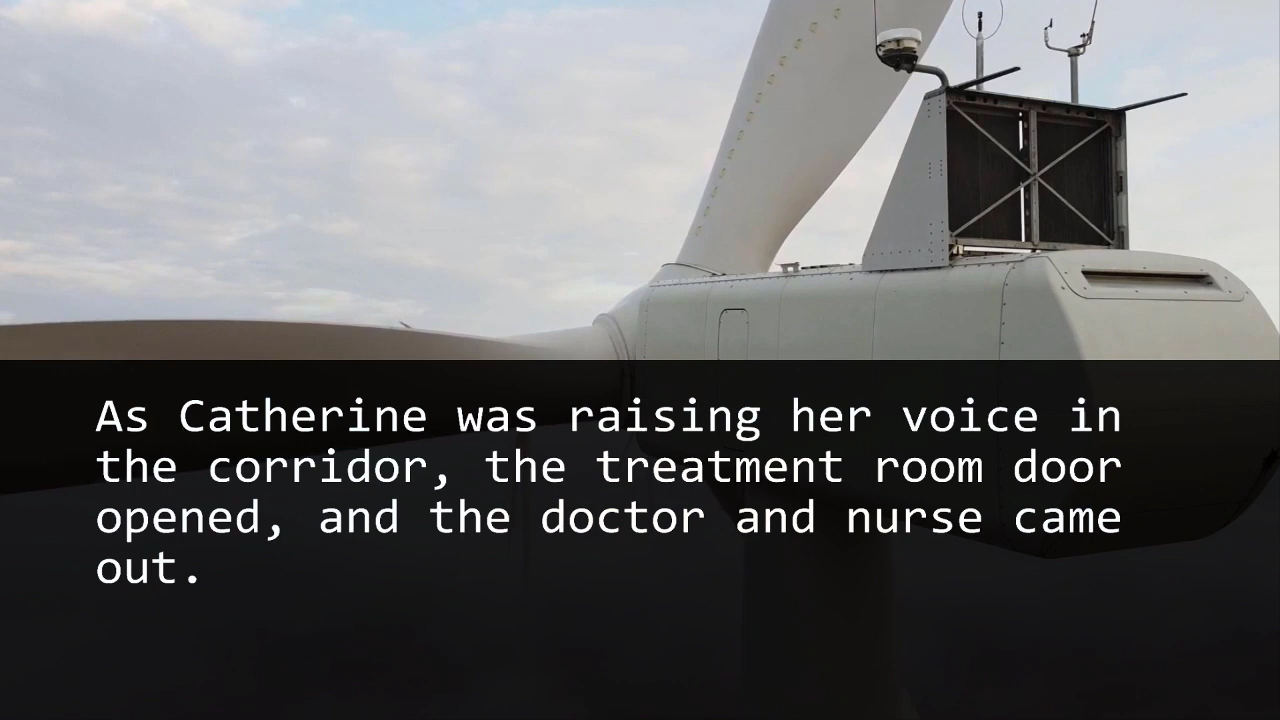 As Catherine was raising her voice in
the corridor, the treatment room door
opened, and the doctor and nurse came
out.